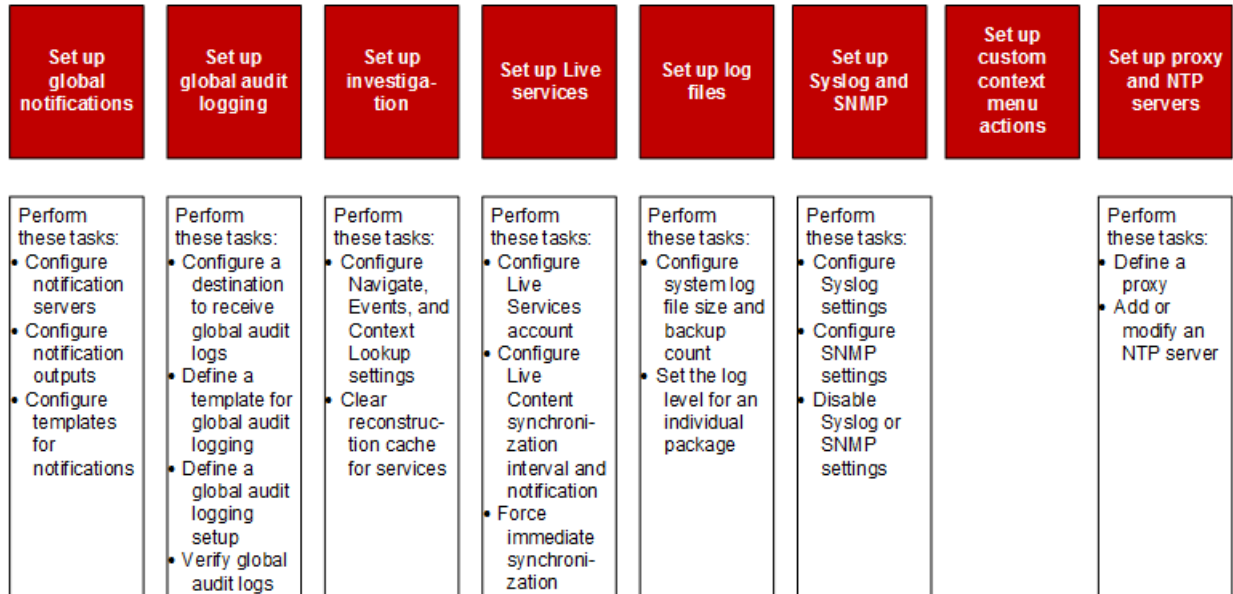 Set up
global
notifications
Set up
global audit
logging
Set up
investiga-
tion
Set up Live
services
Set up log
files
Set up
Syslog and
SNMP
Set up
custom
context
menu
actions
Set up proxy
and NTP
servers
Perform
these tasks:
• Configure
notification
servers
• Configure
notification
outputs
• Configure
templates
for
notifications
Perform
these tasks:
• Configure a
destination
to receive
global audit
logs
• Define a
template for
global audit
logging
• Define a
global audit
logging
setup
• Verify global
audit logs
Perform
these tasks:
• Configure
Navigate,
Events, and
Context
Lookup
settings
• Clear
reconstruc-
tion cache
for services
Perform
these tasks:
• Configure
Live
Services
account
• Configure
Live
Content
synchroni-
zation
interval and
notification
• Force
immediate
synchroni-
zation
Perform
these tasks:
• Configure
system log
file size and
backup
count
• Set the log
level for an
individual
package
Perform
these tasks:
• Configure
Syslog
settings
• Configure
SNMP
settings
• Disable
Syslog or
SNMP
settings
Perform
these tasks:
• Define a
proxy
• Add or
modify an
NTP server